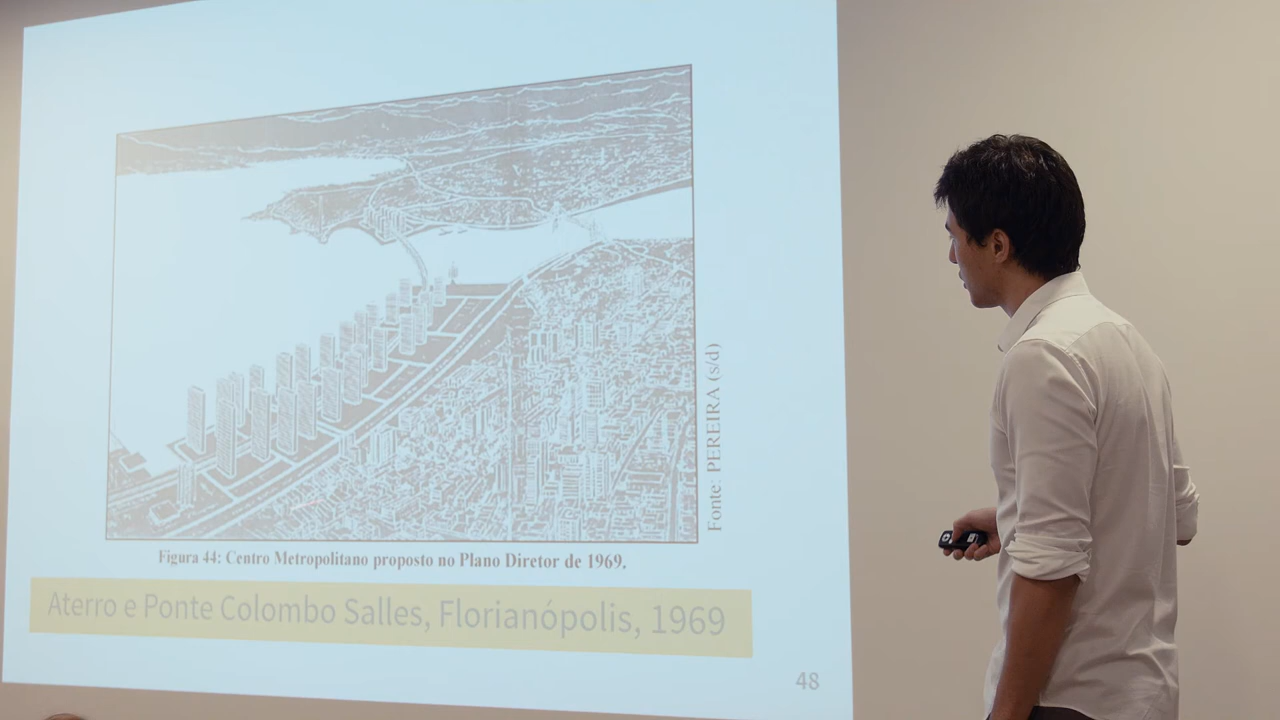 Fonte: PEREIRA (s/d)
Figura 44: Centro Metropolitano proposto no Plano Diretor de 1969.
Aterro e Ponte Colombo Salles, Florianópolis, 1969
48